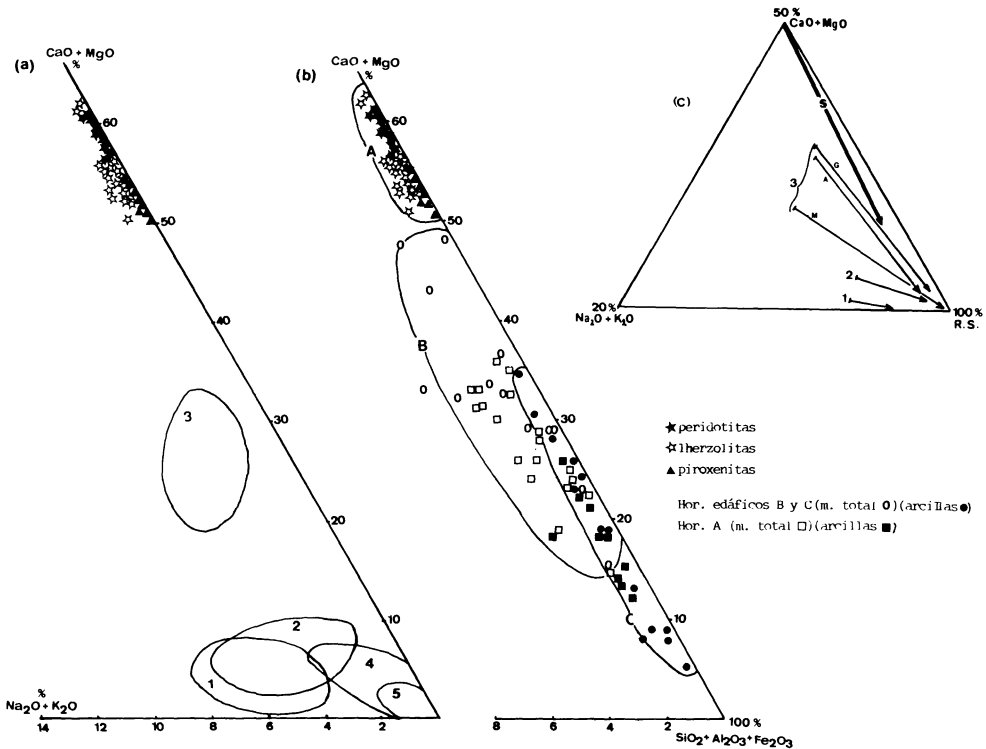 (a)
CaO + MgO
%
60
50
40
30
20
10
3
2
1
4
5
%
Na₂O + K₂O
14
12
10
8
6
4
2
(b)
CaO + MgO
%
60
A
50
40
B
30
20
10
C
8
6
4
2
100 %
SiO₂ + Al₂O₃ + Fe₂O₃
(C)
50 %
CaO + MgO
S
G
A
3
M
2
1
20 %
Na₂O + K₂O
100 %
R.S.
peridotitas
lherzolitas
piroxenitas
Hor. edáficos B y C (m. total O) (arcillas ●)
Hor. A (m. total □) (arcillas ■)